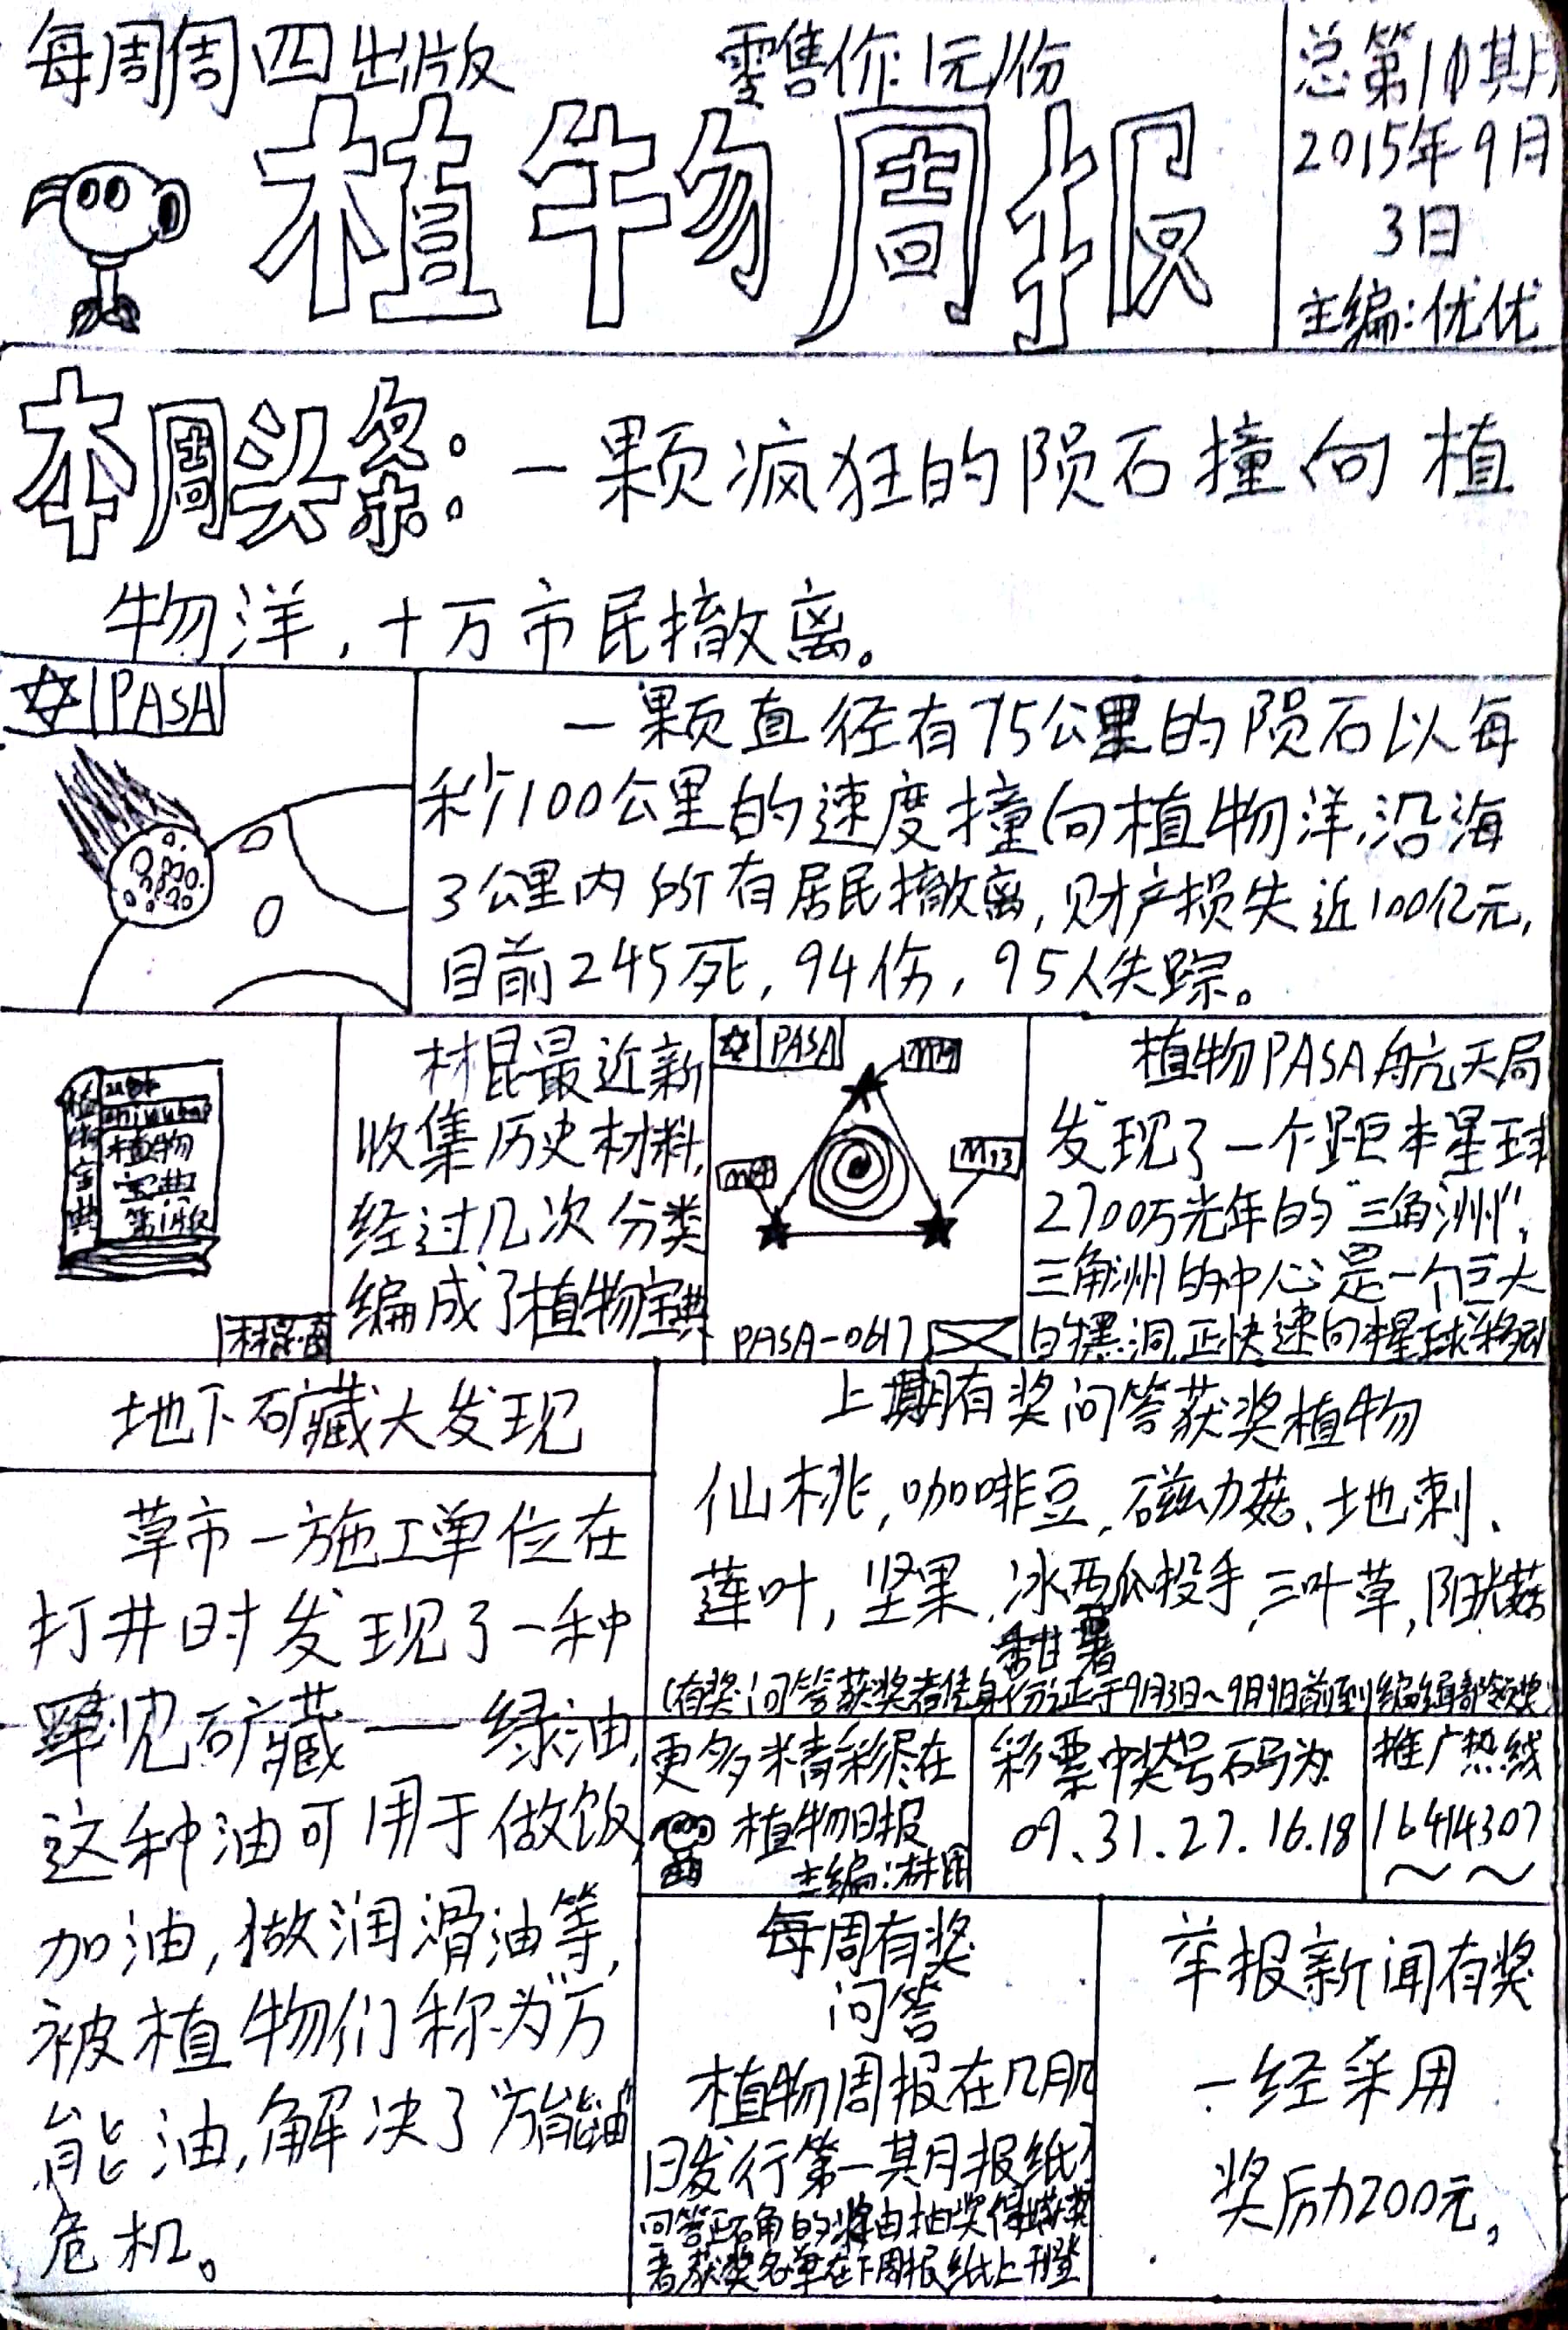 每周周四出版
零售价:1元/份
总第10期
2015年9月
3日
主编:优优
植物周报
本周头条:一颗疯狂的陨石撞向植
物洋,十万市民撤离。
PASA
一颗直径有75公里的陨石以每
秒100公里的速度撞向植物洋,沿海
3公里内所有居民撤离,财产损失近100亿元,
目前245死,94伤,95人失踪。
植物宝典
植物
宝典
第1版
材昆最近新
收集历史材料,
经过几次分类
编成了植物宝典
PASA
M13
PASA-0617
植物PASA航天局
发现了一个距本星球
2700万光年的“三角洲”,
三角洲的中心是一个巨大
的黑洞,正快速向本星球移动
地下矿藏大发现
草市一施工单位在
打井时发现了一种
罕见矿藏——绿油,
这种油可用于做饭,
加油,做润滑油等,
被植物们称为“万
能油,解决了“万能油”
危机。
上期有奖问答获奖植物
仙桃,咖啡豆,磁力菇、地刺、
莲叶,坚果,冰西瓜投手,三叶草,阳光菇
甜薯
(有奖问答获奖者凭身份证于9月3日~9月9日前到编辑部领奖)
更多精彩尽在
植物日报
主编:材昆
彩票中奖号码为:
09.31.27.16.18
推广热线
16414307
每周有奖
问答
植物周报在几月几
日发行第一期报纸?
回答正确的将由抽奖得出获奖
者获奖名单在下周报纸上刊登
举报新闻有奖
一经采用
奖励200元。